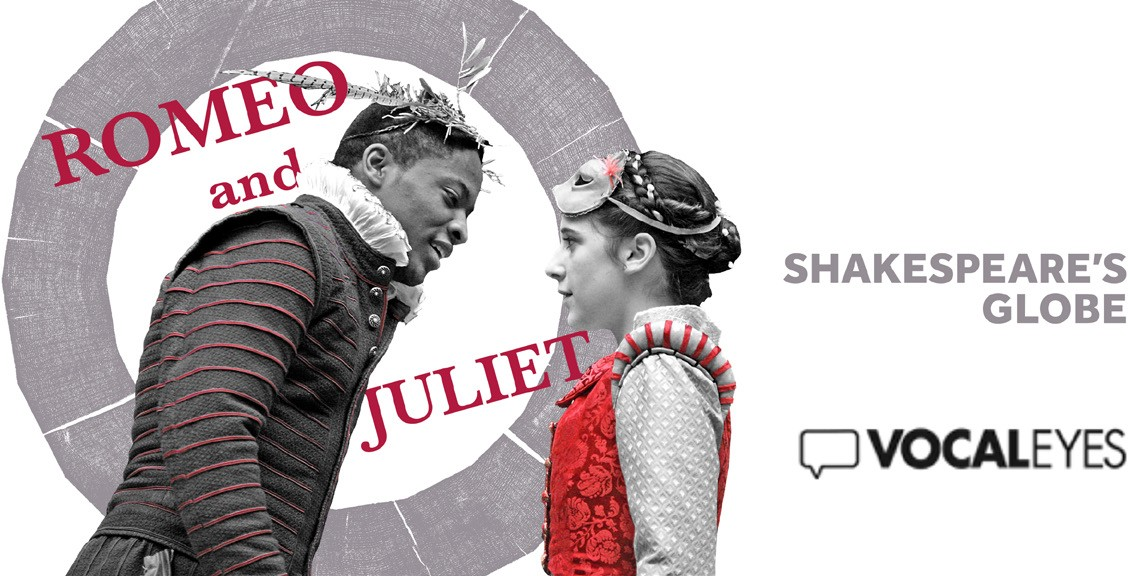 ROMEO
and
JULIET
SHAKESPEARE'S
GLOBE
VOCALEYES